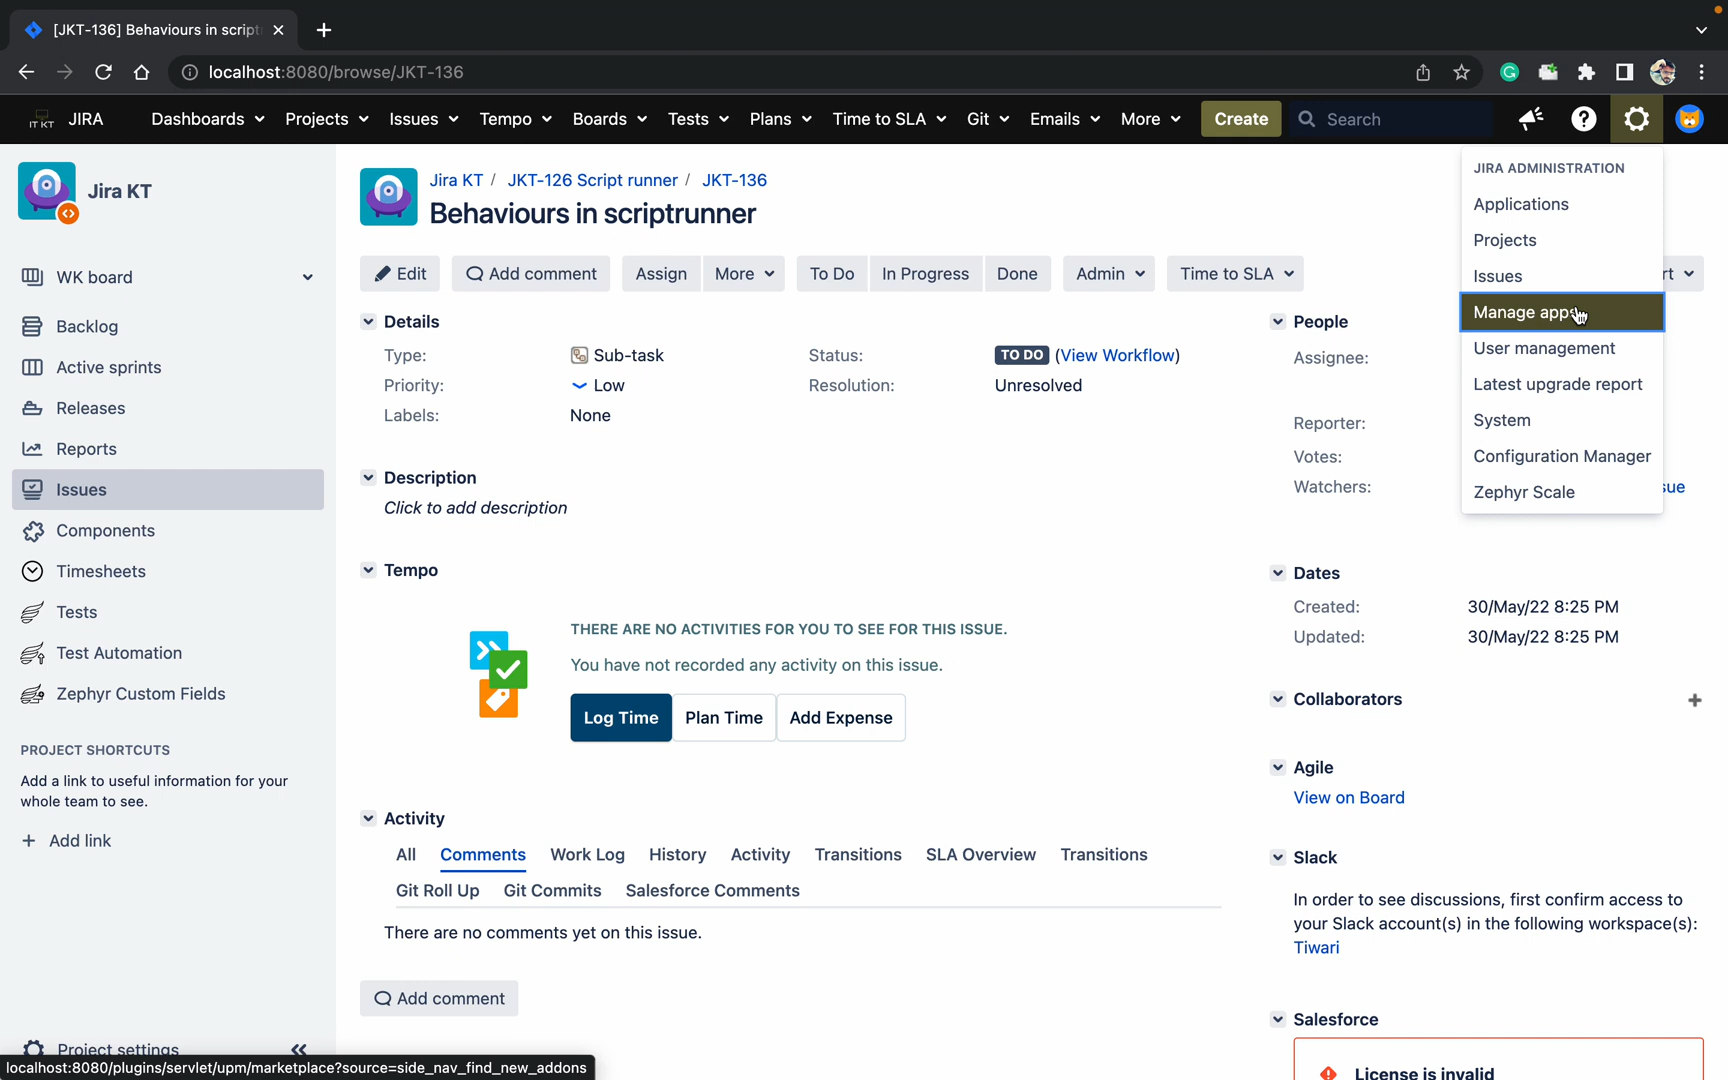 [JKT-136] Behaviours in script
localhost:8080/browse/JKT-136
IT KT JIRA Dashboards Projects Issues Tempo Boards Tests Plans Time to SLA Git Emails More Create Search
Jira KT
WK board
Backlog
Active sprints
Releases
Reports
Issues
Components
Timesheets
Tests
Test Automation
Zephyr Custom Fields
PROJECT SHORTCUTS
Add a link to useful information for your
whole team to see.
Add link
Project settings
localhost:8080/plugins/servlet/upm/marketplace?source=side_nav_find_new_addons
Jira KT / JKT-126 Script runner / JKT-136
Behaviours in scriptrunner
Edit Add comment Assign More To Do In Progress Done Admin Time to SLA
Details
Type: Sub-task Status: TO DO (View Workflow)
Priority: Low Resolution: Unresolved
Labels: None
Description
Click to add description
Tempo
THERE ARE NO ACTIVITIES FOR YOU TO SEE FOR THIS ISSUE.
You have not recorded any activity on this issue.
Log Time Plan Time Add Expense
Activity
All Comments Work Log History Activity Transitions SLA Overview Transitions
Git Roll Up Git Commits Salesforce Comments
There are no comments yet on this issue.
Add comment
JIRA ADMINISTRATION
Applications
Projects
Issues
Manage apps
User management
Latest upgrade report
System
Configuration Manager
Zephyr Scale
People
Assignee:
Reporter:
Votes:
Watchers:
Dates
Created: 30/May/22 8:25 PM
Updated: 30/May/22 8:25 PM
Collaborators
Agile
View on Board
Slack
In order to see discussions, first confirm access to
your Slack account(s) in the following workspace(s):
Tiwari
Salesforce
License is invalid